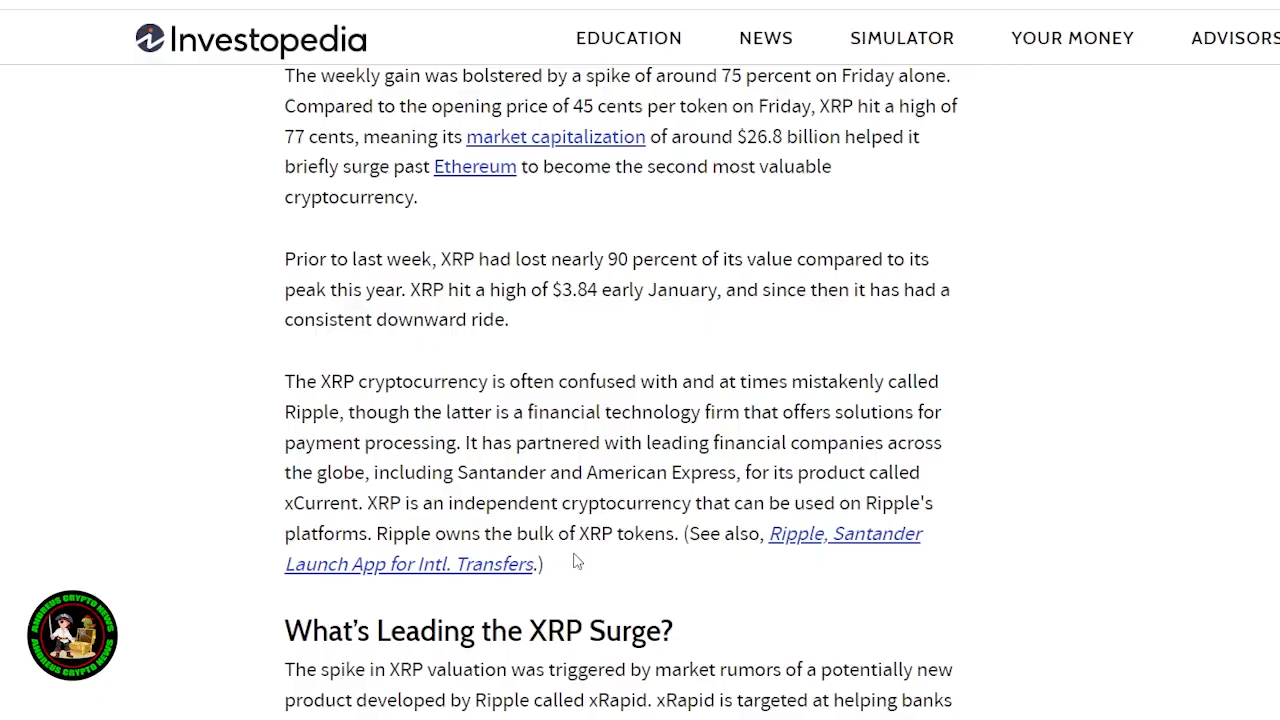 Investopedia
EDUCATION NEWS SIMULATOR YOUR MONEY ADVISORS
The weekly gain was bolstered by a spike of around 75 percent on Friday alone.
Compared to the opening price of 45 cents per token on Friday, XRP hit a high of
77 cents, meaning its market capitalization of around $26.8 billion helped it
briefly surge past Ethereum to become the second most valuable
cryptocurrency.
Prior to last week, XRP had lost nearly 90 percent of its value compared to its
peak this year. XRP hit a high of $3.84 early January, and since then it has had a
consistent downward ride.
The XRP cryptocurrency is often confused with and at times mistakenly called
Ripple, though the latter is a financial technology firm that offers solutions for
payment processing. It has partnered with leading financial companies across
the globe, including Santander and American Express, for its product called
xCurrent. XRP is an independent cryptocurrency that can be used on Ripple's
platforms. Ripple owns the bulk of XRP tokens. (See also, Ripple, Santander
Launch App for Intl. Transfers.)
ANDREUS CRYPTO NEWS
ANDREUS CRYPTO NEWS
What’s Leading the XRP Surge?
The spike in XRP valuation was triggered by market rumors of a potentially new
product developed by Ripple called xRapid. xRapid is targeted at helping banks